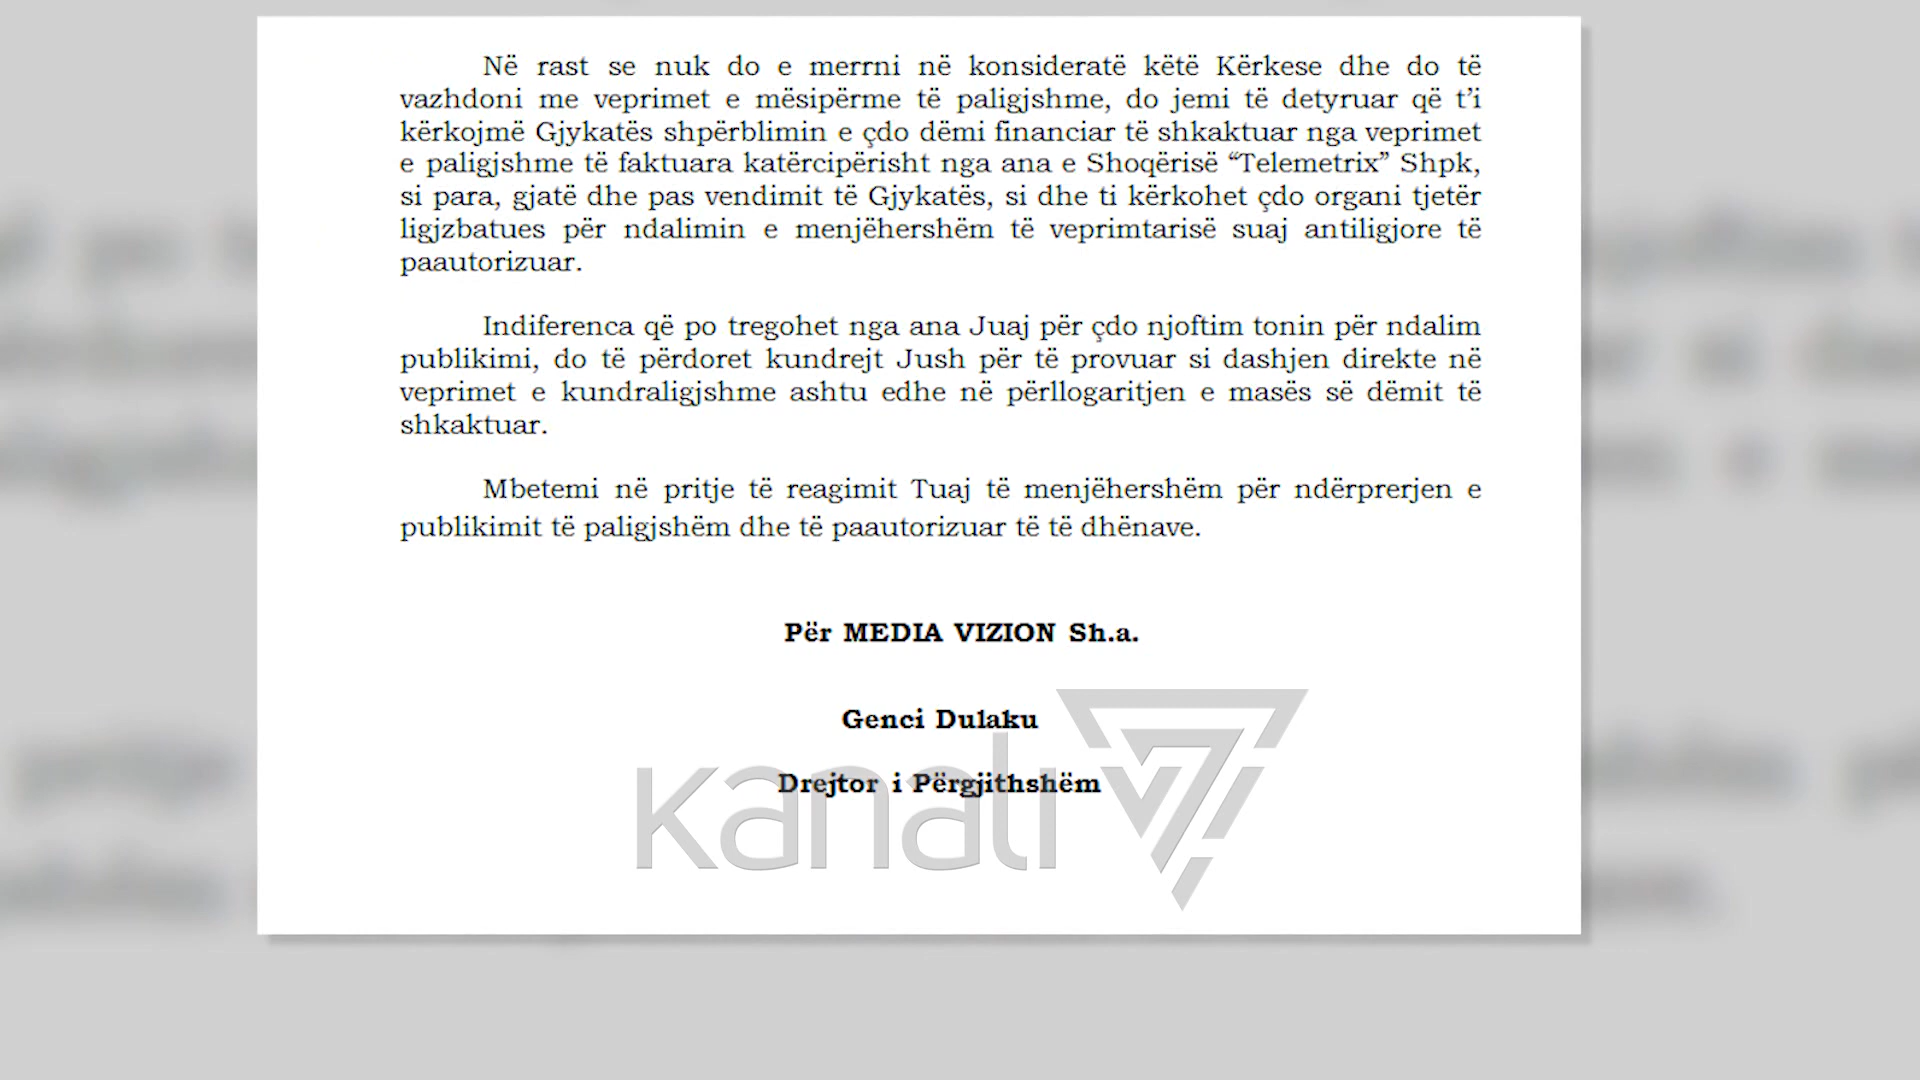 Në rast se nuk do e merrni në konsideratë këtë Kërkese dhe do të
vazhdoni me veprimet e mësipërme të paligjshme, do jemi të detyruar që t’i
kërkojmë Gjykatës shpërblimin e çdo dëmi financiar të shkaktuar nga veprimet
e paligjshme të faktuara katërcipërisht nga ana e Shoqërisë “Telemetrix” Shpk,
si para, gjatë dhe pas vendimit të Gjykatës, si dhe ti kërkohet çdo organi tjetër
ligjzbatues për ndalimin e menjëhershëm të veprimtarisë suaj antiligjore të
paautorizuar.
Indiferenca që po tregohet nga ana Juaj për çdo njoftim tonin për ndalim
publikimi, do të përdoret kundrejt Jush për të provuar si dashjen direkte në
veprimet e kundraligjshme ashtu edhe në përllogaritjen e masës së dëmit të
shkaktuar.
Mbetemi në pritje të reagimit Tuaj të menjëhershëm për ndërprerjen e
publikimit të paligjshëm dhe të paautorizuar të të dhënave.
Për MEDIA VIZION Sh.a.
Genci Dulaku
Drejtor i Përgjithshëm
kanali 7